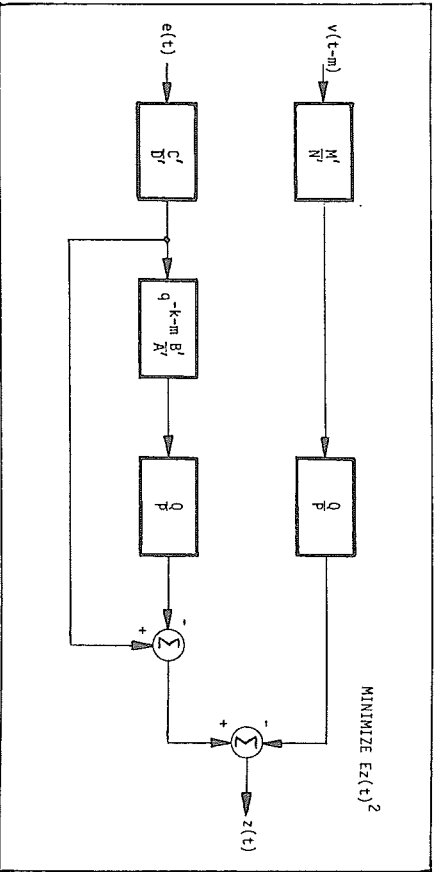 MINIMIZE Ez(t)²
v(t-m)
M'
N'
Q
P
-
e(t)
C'
D'
q^-k-m B'
A'
Q
P
-
+
Σ
+
Σ
z(t)